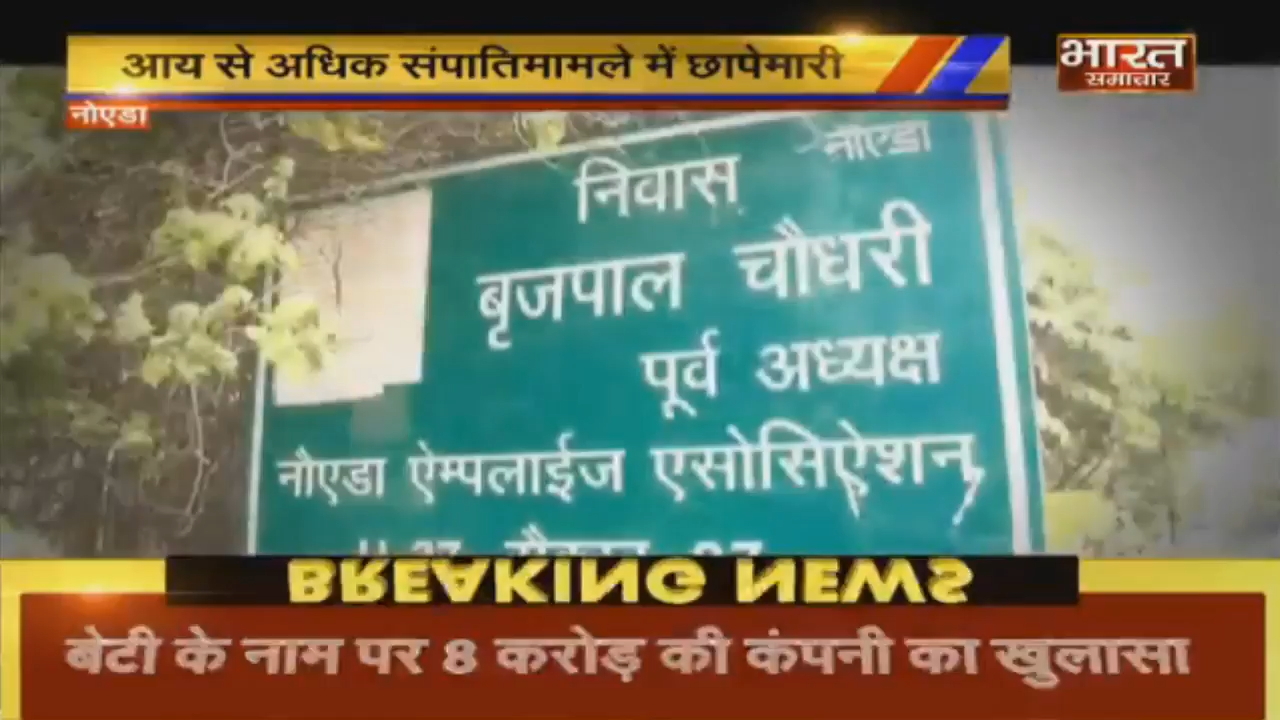 आय से अधिक संपातिमामले में छापेमारी
भारत
समाचार
नोएडा
नोएडा
निवास
बृजपाल चौधरी
पूर्व अध्यक्ष
नौएडा ऐम्पलाईज एसोसिऐशन,
BREAKING NEWS
बेटी के नाम पर 8 करोड़ की कंपनी का खुलासा